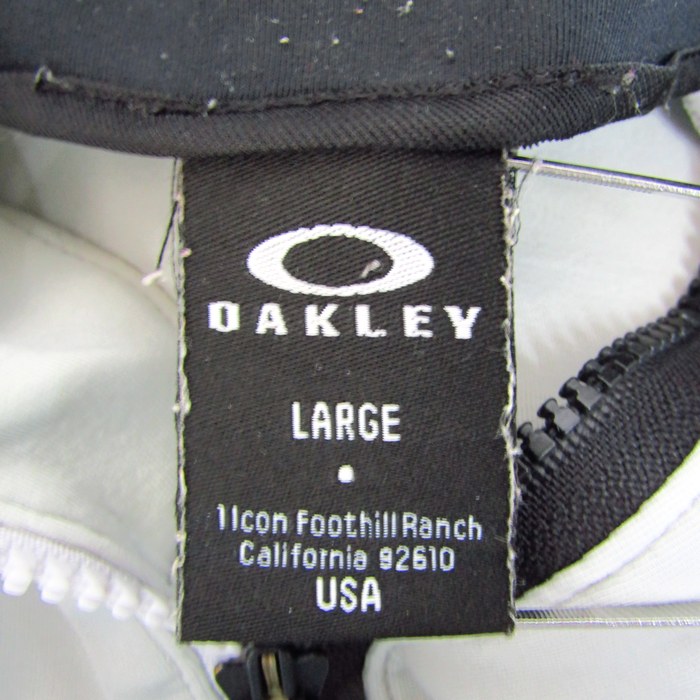 OAKLEY
LARGE
1 Icon Foothill Ranch
California 92610
USA